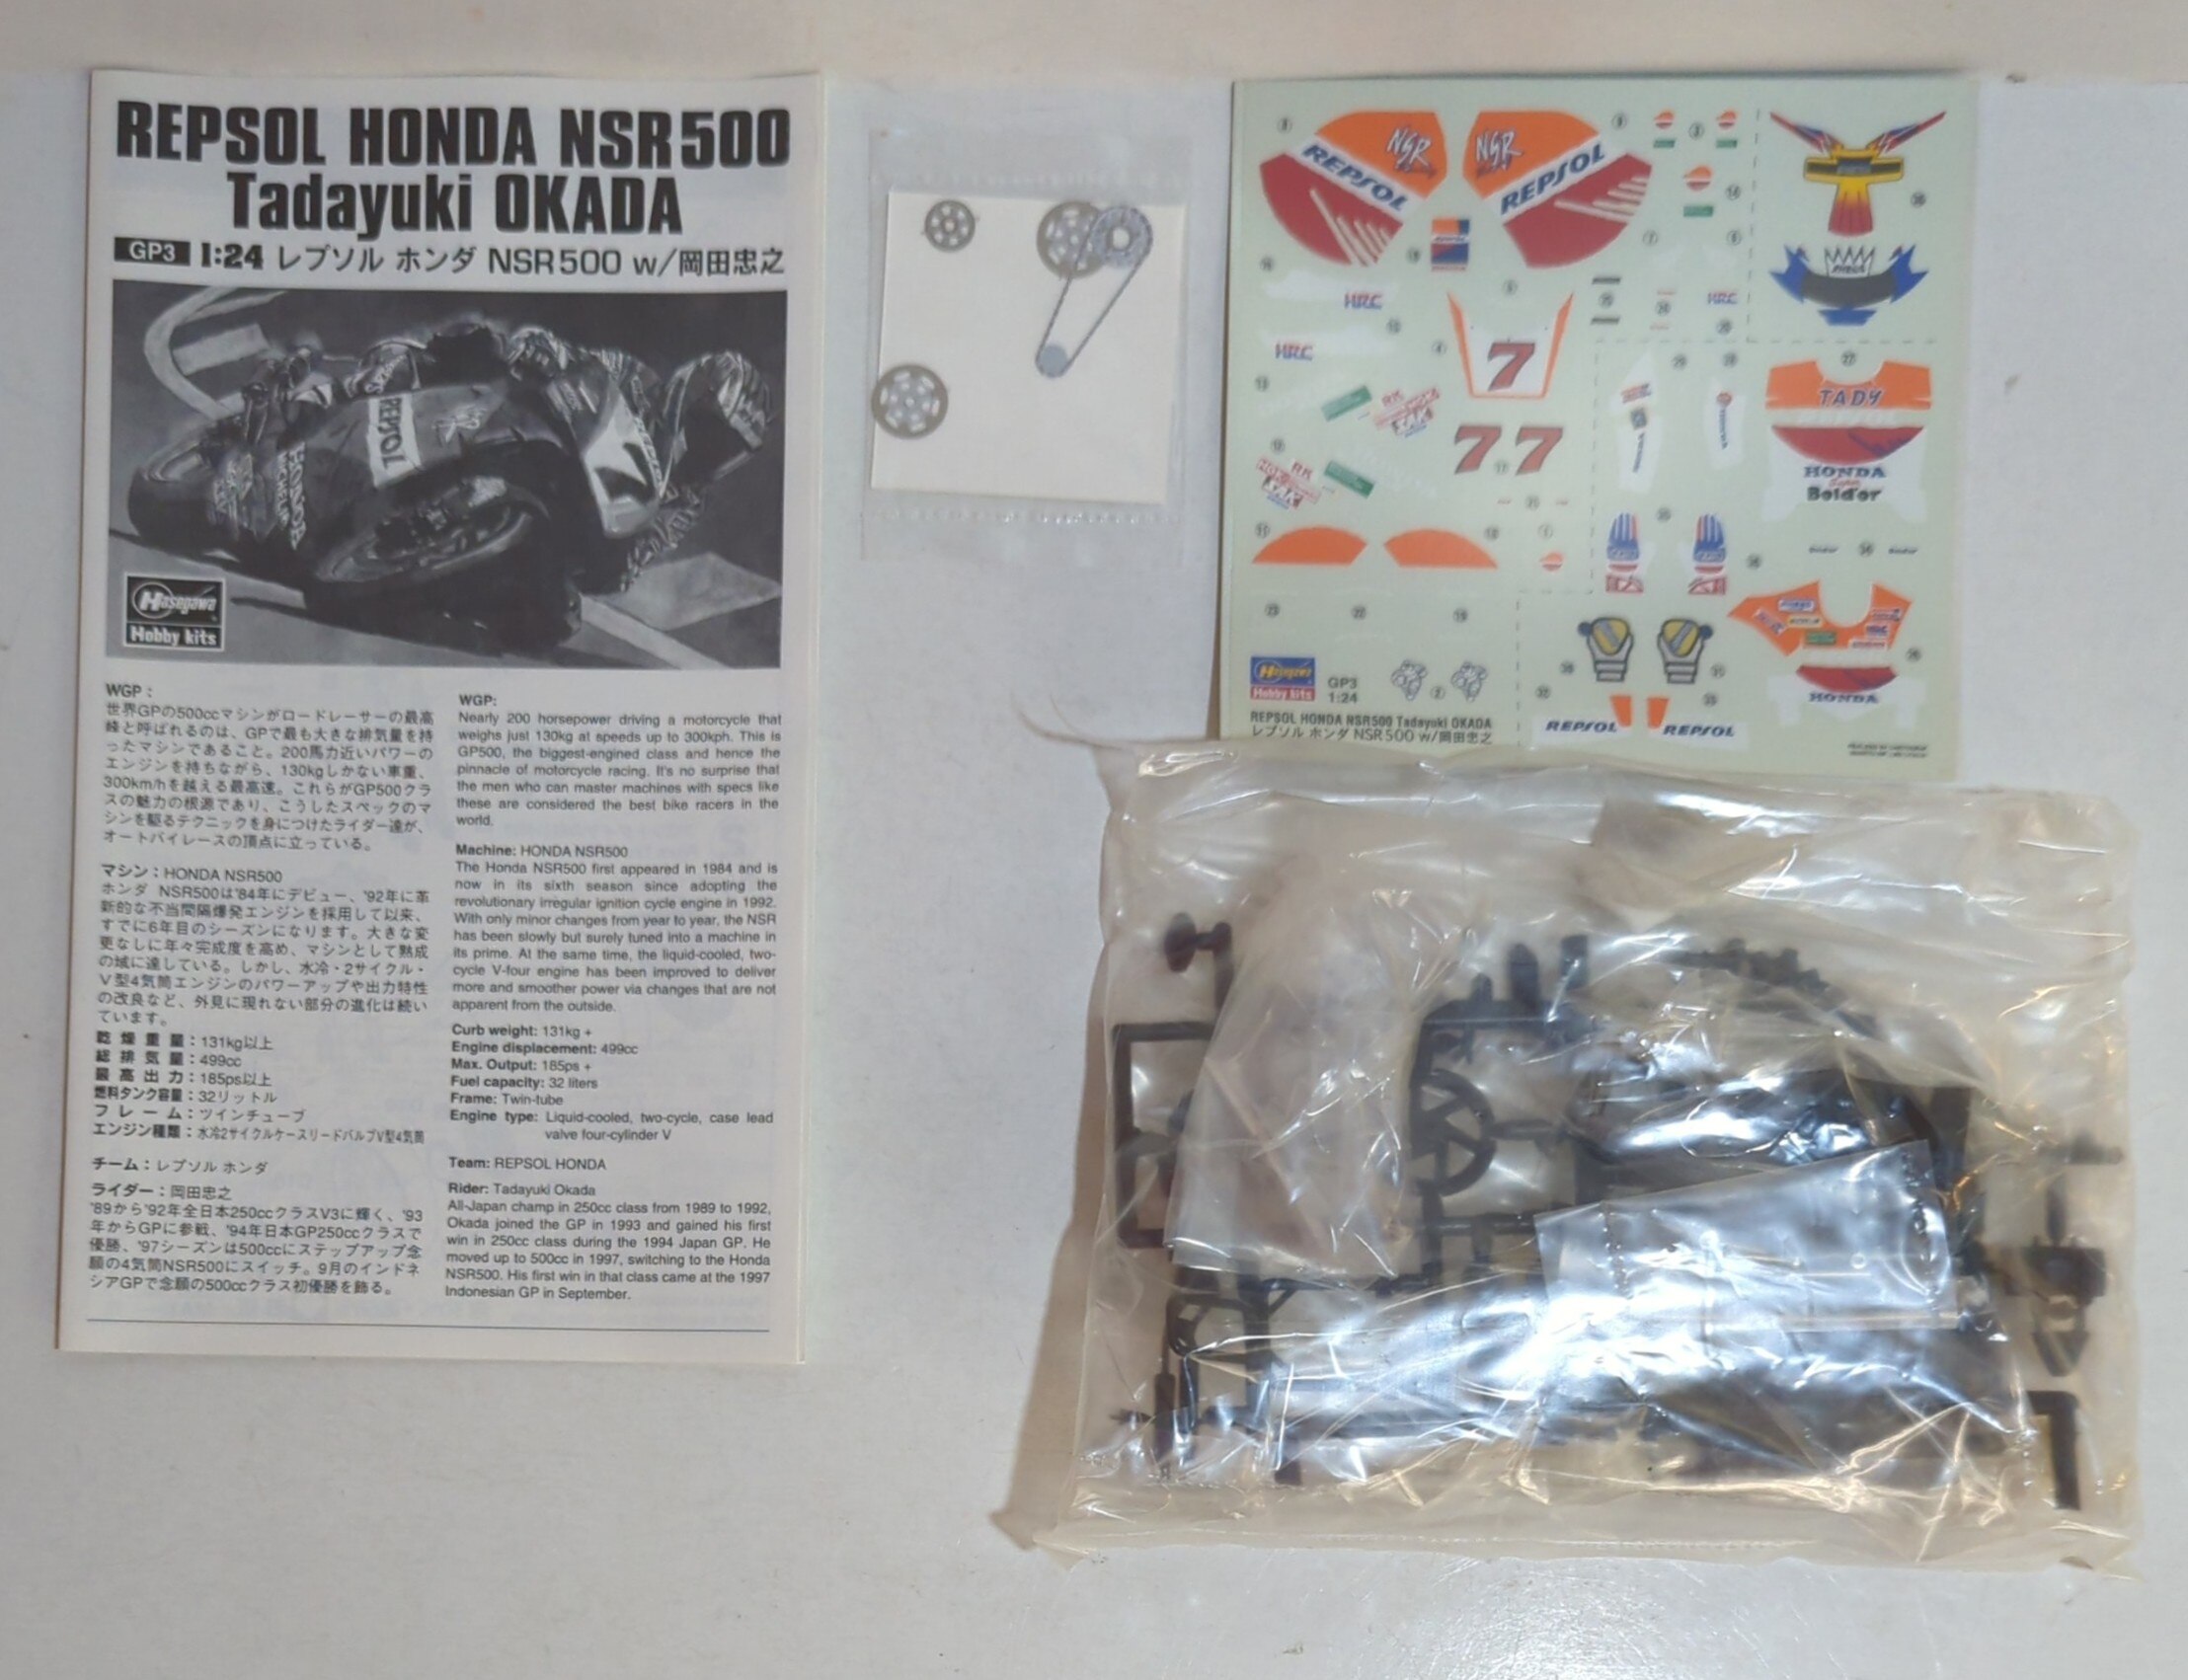 REPSOL HONDA NSR500
Tadayuki OKADA
GP3 1:24 レプソル ホンダ NSR500 w/岡田忠之
REPSOL
HONDA
Hasegawa
Hobby kits
WGP：
世界GPの500ccマシンがロードレーサーの最高
峰と呼ばれるのは、GPで最も大きな排気量を持
ったマシンであること。200馬力近いパワーの
エンジンを持ちながら、130kgしかない車重、
300km/hを越える最高速。これらがGP500クラ
スの魅力の根源であり、こうしたスペックのマ
シンを駆るテクニックを身につけたライダー達が、
オートバイレースの頂点に立っている。
マシン：HONDA NSR500
ホンダ NSR500は'84年にデビュー、'92年に革
新的な不当間隔爆発エンジンを採用して以来、
すでに6年目のシーズンになります。大きな変
更なしに年々完成度を高め、マシンとして熟成
の域に達している。しかし、水冷・2サイクル・
V型4気筒エンジンのパワーアップや出力特性
の改良など、外見に現れない部分の進化は続い
ています。
乾燥重量：131kg以上
総排気量：499cc
最高出力：185ps以上
燃料タンク容量：32リットル
フレーム：ツインチューブ
エンジン種類：水冷2サイクルケースリードバルブV型4気筒
チーム：レプソル ホンダ
ライダー：岡田忠之
'89から'92年全日本250ccクラスV3に輝く、'93
年からGPに参戦、'94年日本GP250ccクラスで
優勝、'97シーズンは500ccにステップアップ念
願の4気筒NSR500にスイッチ。9月のインドネ
シアGPで念願の500ccクラス初優勝を飾る。
WGP:
Nearly 200 horsepower driving a motorcycle that
weighs just 130kg at speeds up to 300kph. This is
GP500, the biggest-engined class and hence the
pinnacle of motorcycle racing. It's no surprise that
the men who can master machines with specs like
these are considered the best bike racers in the
world.
Machine: HONDA NSR500
The Honda NSR500 first appeared in 1984 and is
now in its sixth season since adopting the
revolutionary irregular ignition cycle engine in 1992.
With only minor changes from year to year, the NSR
has been slowly but surely tuned into a machine in
its prime. At the same time, the liquid-cooled, two-
cycle V-four engine has been improved to deliver
more and smoother power via changes that are not
apparent from the outside.
Curb weight: 131kg +
Engine displacement: 499cc
Max. Output: 185ps +
Fuel capacity: 32 liters
Frame: Twin-tube
Engine type: Liquid-cooled, two-cycle, case lead
valve four-cylinder V
Team: REPSOL HONDA
Rider: Tadayuki Okada
All-Japan champ in 250cc class from 1989 to 1992,
Okada joined the GP in 1993 and gained his first
win in 250cc class during the 1994 Japan GP. He
moved up to 500cc in 1997, switching to the Honda
NSR500. His first win in that class came at the 1997
Indonesian GP in September.
NSR
REPSOL
NSR
REPSOL
HRC
HRC
HRC
7
7 7
RK
RK
TADY
HONDA
Bol d'or
HONDA
REPSOL
REPSOL
Hasegawa
Hobby kits
GP3
1:24
REPSOL HONDA NSR500 Tadayuki OKADA
レプソル ホンダ NSR500 w/岡田忠之